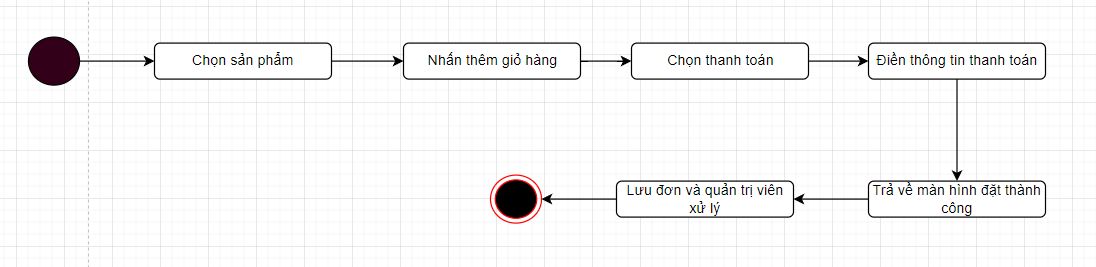 Chọn sản phẩm
Nhấn thêm giỏ hàng
Chọn thanh toán
Điền thông tin thanh toán
Trả về màn hình đặt thành
công
Lưu đơn và quản trị viên
xử lý